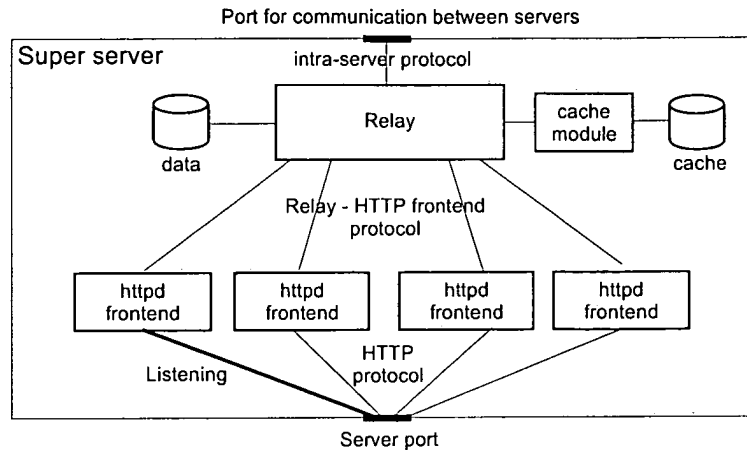 Port for communication between servers
Super server
intra-server protocol
Relay
cache
module
data
cache
Relay - HTTP frontend
protocol
httpd
frontend
httpd
frontend
httpd
frontend
httpd
frontend
HTTP
protocol
Listening
Server port